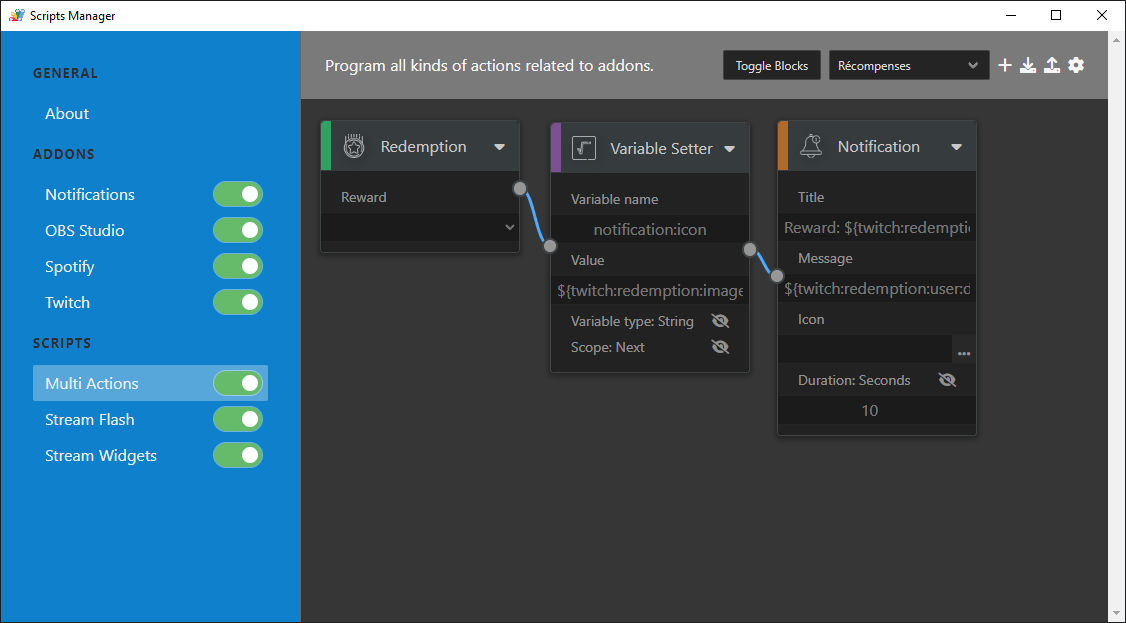 Scripts Manager
GENERAL
About
ADDONS
Notifications
OBS Studio
Spotify
Twitch
SCRIPTS
Multi Actions
Stream Flash
Stream Widgets
Program all kinds of actions related to addons.
Toggle Blocks
Récompenses
Redemption
Reward
Variable Setter
Variable name
notification:icon
Value
${twitch:redemption:image
Variable type: String
Scope: Next
Notification
Title
Reward: ${twitch:redemptio
Message
${twitch:redemption:user:d
Icon
Duration: Seconds
10